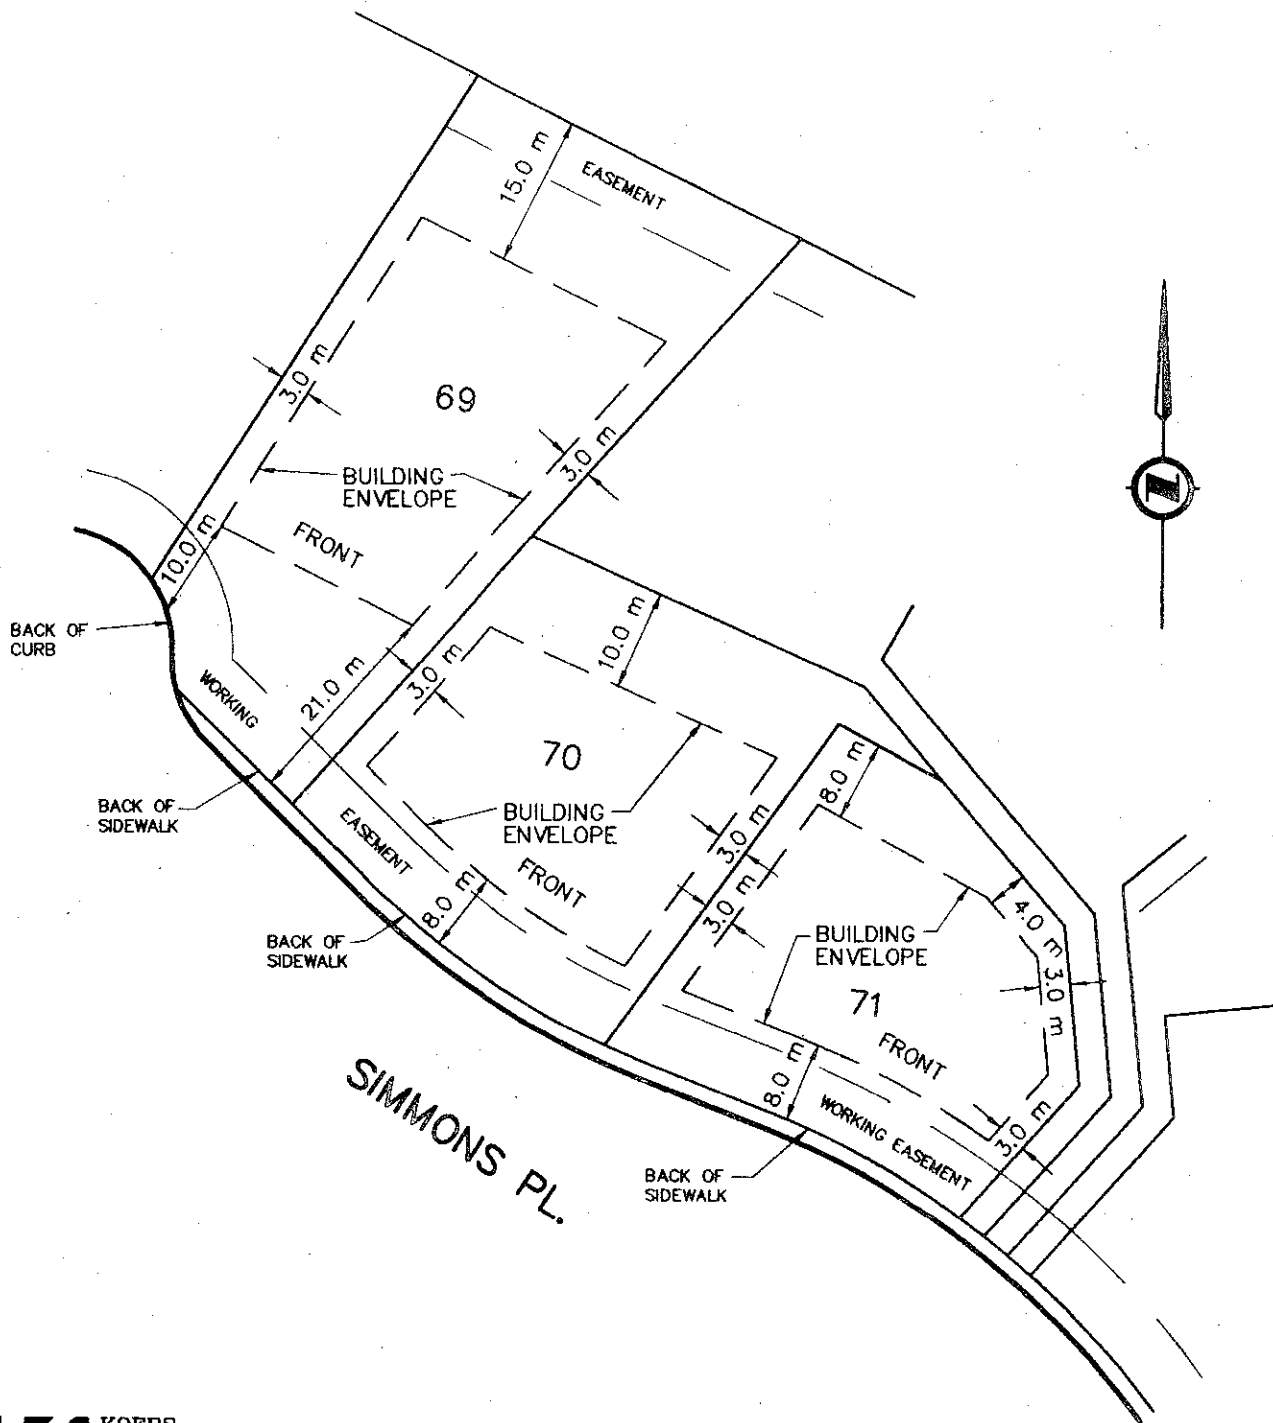 15.0 m
EASEMENT
3.0 m
69
3.0 m
BUILDING
ENVELOPE
FRONT
10.0 m
BACK OF
CURB
10.0 m
WORKING
21.0 m
3.0 m
70
8.0 m
BACK OF
SIDEWALK
EASEMENT
BUILDING
ENVELOPE
3.0 m
FRONT
8.0 m
3.0 m
4.0 m
BACK OF
SIDEWALK
BUILDING
ENVELOPE
3.0 m
71
FRONT
8.0 m
SIMMONS PL.
WORKING EASEMENT
3.0 m
BACK OF
SIDEWALK